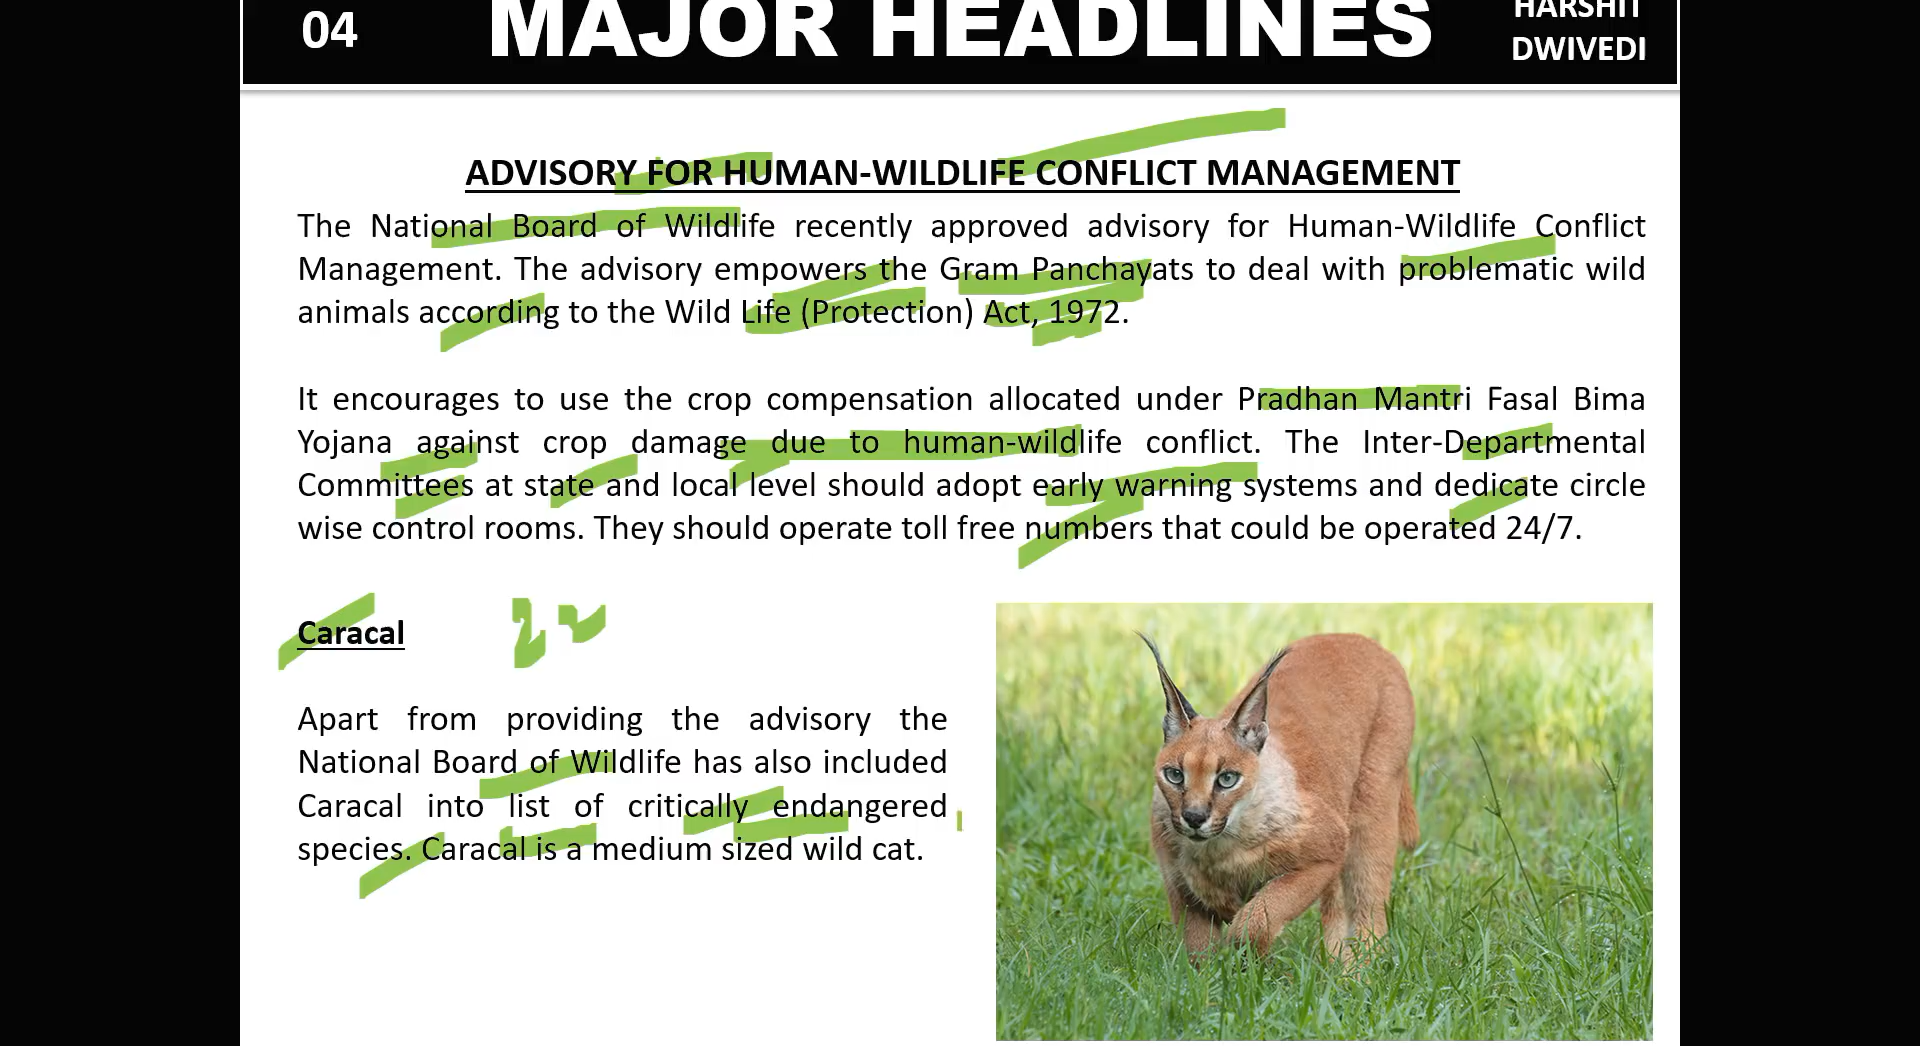 04
MAJOR HEADLINES
HARSHIT
DWIVEDI
ADVISORY FOR HUMAN-WILDLIFE CONFLICT MANAGEMENT
The National Board of Wildlife recently approved advisory for Human-Wildlife Conflict
Management. The advisory empowers the Gram Panchayats to deal with problematic wild
animals according to the Wild Life (Protection) Act, 1972.
It encourages to use the crop compensation allocated under Pradhan Mantri Fasal Bima
Yojana against crop damage due to human-wildlife conflict. The Inter-Departmental
Committees at state and local level should adopt early warning systems and dedicate circle
wise control rooms. They should operate toll free numbers that could be operated 24/7.
Caracal
Apart from providing the advisory the
National Board of Wildlife has also included
Caracal into list of critically endangered
species. Caracal is a medium sized wild cat.